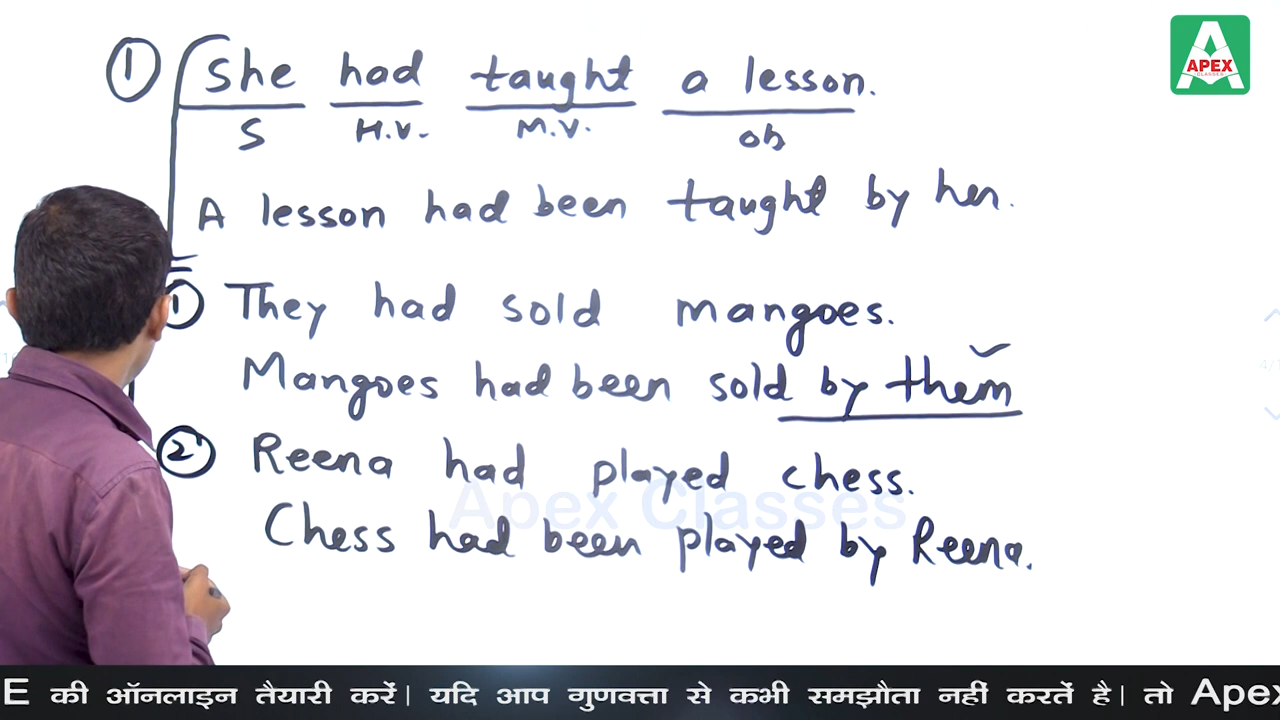 ① She had taught a lesson.
S H.V. M.V. ob
A lesson had been taught by her.
① They had sold mangoes.
Mangoes had been sold by them
② Reena had played chess.
Chess had been played by Reena.
Apex Classes
APEX
CLASSES
E की ऑनलाइन तैयारी करें। यदि आप गुणवत्ता से कभी समझौता नहीं करतें है। तो Apex